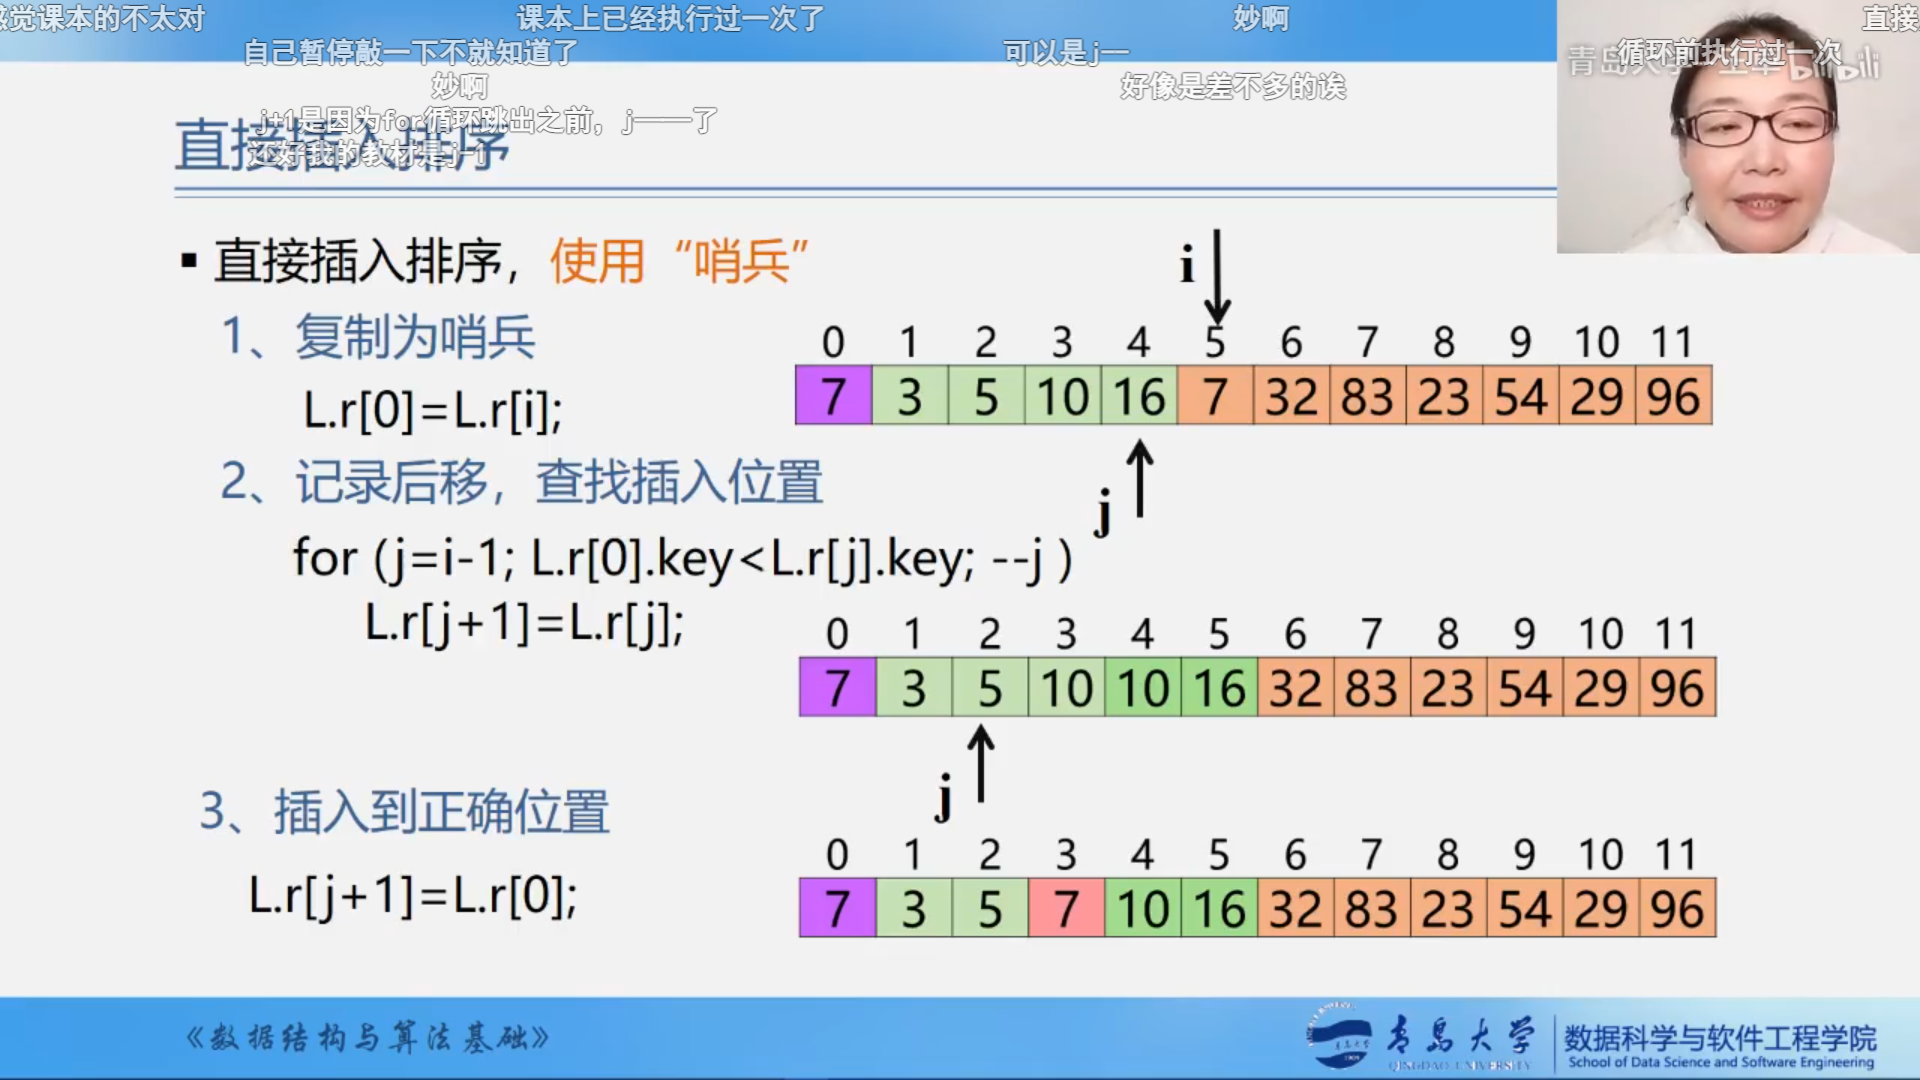 感觉课本的不太对
课本上已经执行过一次了
妙啊
直接
自己暂停敲一下不就知道了
可以是j一
循环前执行过一次
妙啊
好像是差不多的诶
j+1是因为for循环跳出之前，j——了
还好我的教材是j-i
bilibili
直接插入排序
▪ 直接插入排序，使用“哨兵”
1、复制为哨兵
L.r[0]=L.r[i];
2、记录后移，查找插入位置
for (j=i-1; L.r[0].key<L.r[j].key; --j )
L.r[j+1]=L.r[j];
3、插入到正确位置
L.r[j+1]=L.r[0];
i
0 1 2 3 4 5 6 7 8 9 10 11
7 3 5 10 16 7 32 83 23 54 29 96
j
0 1 2 3 4 5 6 7 8 9 10 11
7 3 5 10 10 16 32 83 23 54 29 96
j
0 1 2 3 4 5 6 7 8 9 10 11
7 3 5 7 10 16 32 83 23 54 29 96
《数据结构与算法基础》
青岛大学
QINGDAO UNIVERSITY
数据科学与软件工程学院
School of Data Science and Software Engineering